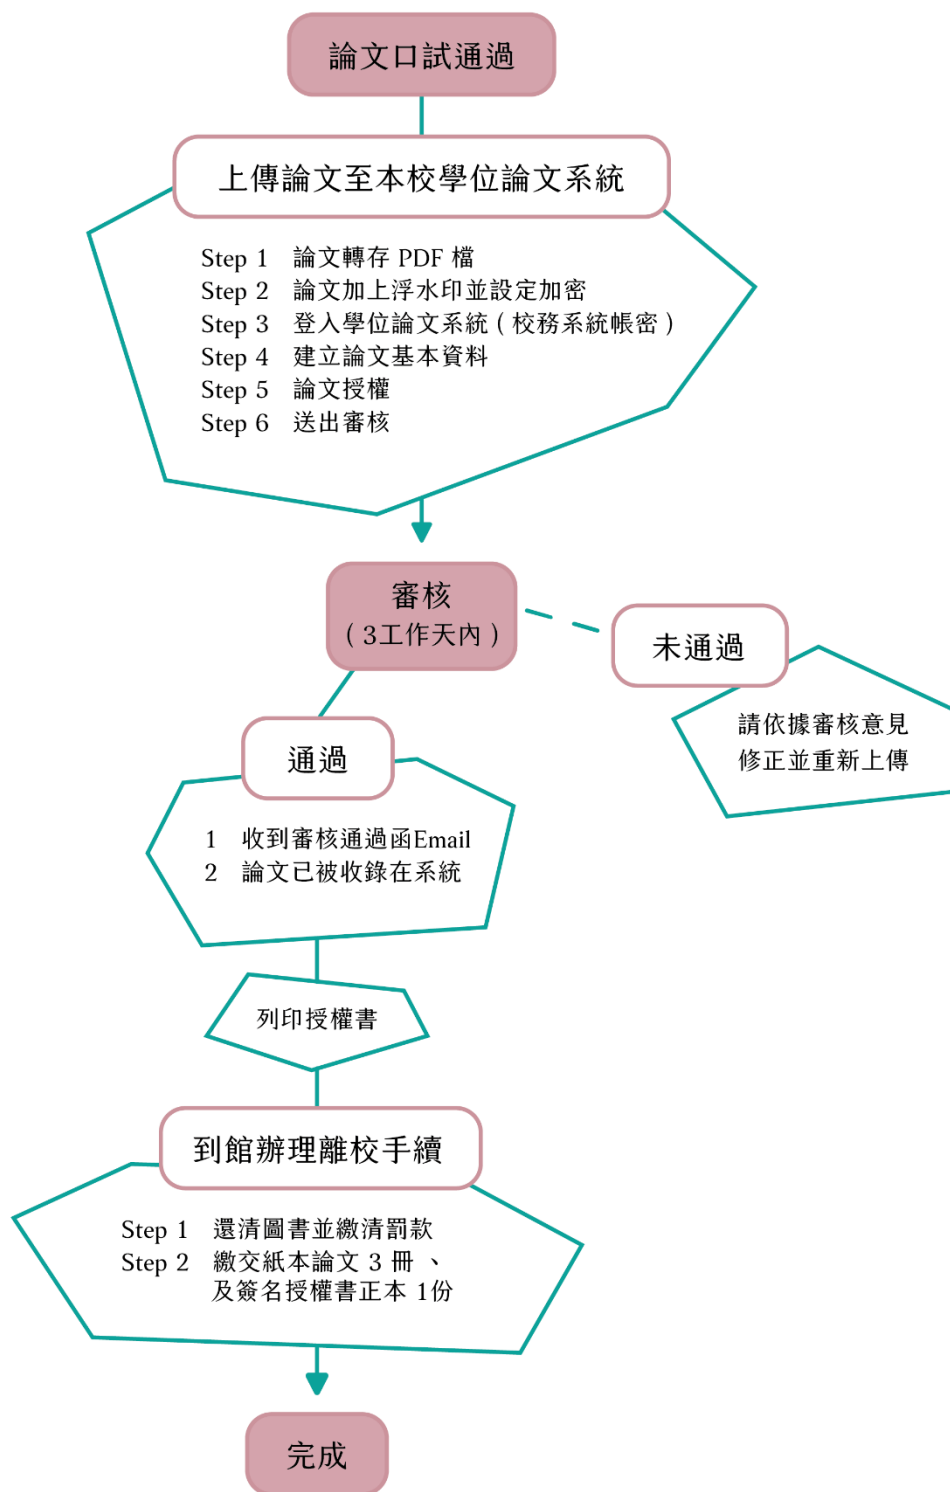 論文口試通過
上傳論文至本校學位論文系統
Step 1 論文轉存 PDF 檔
Step 2 論文加上浮水印並設定加密
Step 3 登入學位論文系統（校務系統帳密）
Step 4 建立論文基本資料
Step 5 論文授權
Step 6 送出審核
審核
（3工作天內）
未通過
請依據審核意見
修正並重新上傳
通過
1 收到審核通過函Email
2 論文已被收錄在系統
列印授權書
到館辦理離校手續
Step 1 還清圖書並繳清罰款
Step 2 繳交紙本論文 3 冊 、
及簽名授權書正本 1份
完成